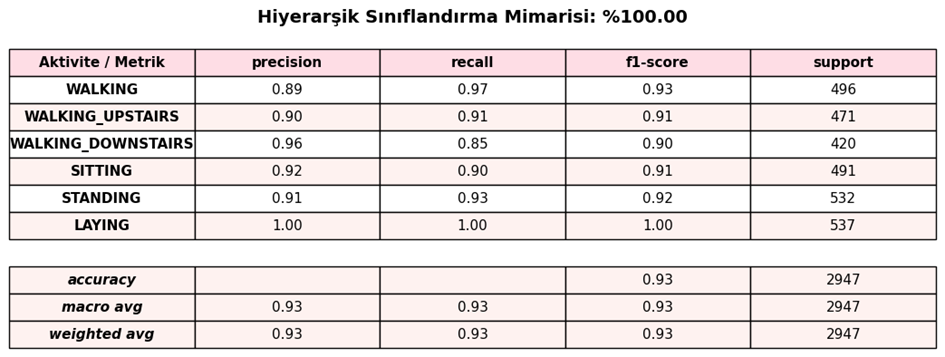 Hiyerarşik Sınıflandırma Mimarisi: %100.00
Aktivite / Metrik precision recall f1-score support
WALKING 0.89 0.97 0.93 496
WALKING_UPSTAIRS 0.90 0.91 0.91 471
WALKING_DOWNSTAIRS 0.96 0.85 0.90 420
SITTING 0.92 0.90 0.91 491
STANDING 0.91 0.93 0.92 532
LAYING 1.00 1.00 1.00 537
accuracy 0.93 2947
macro avg 0.93 0.93 0.93 2947
weighted avg 0.93 0.93 0.93 2947